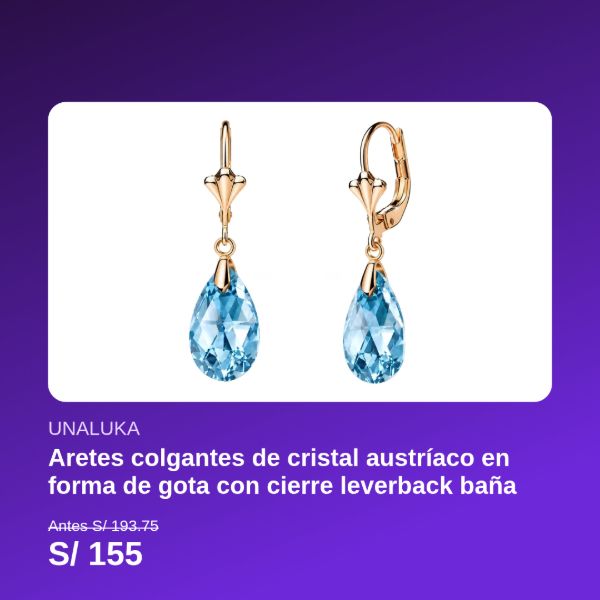 UNALUKA
Aretes colgantes de cristal austríaco en
forma de gota con cierre leverback baña
Antes S/ 193.75
S/ 155